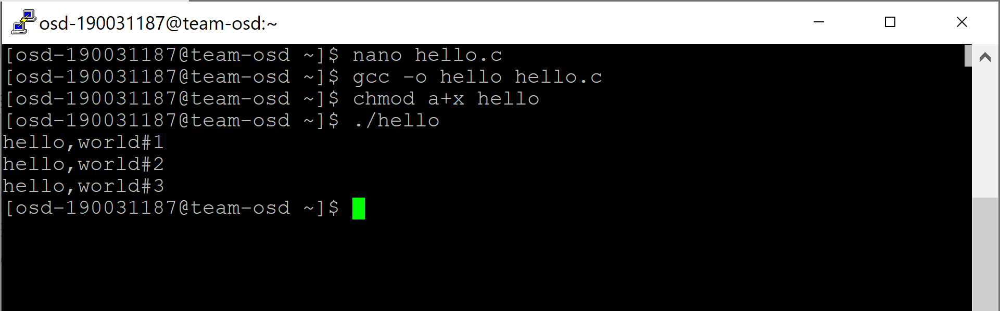 osd-190031187@team-osd:~
[osd-190031187@team-osd ~]$ nano hello.c
[osd-190031187@team-osd ~]$ gcc -o hello hello.c
[osd-190031187@team-osd ~]$ chmod a+x hello
[osd-190031187@team-osd ~]$ ./hello
hello,world#1
hello,world#2
hello,world#3
[osd-190031187@team-osd ~]$